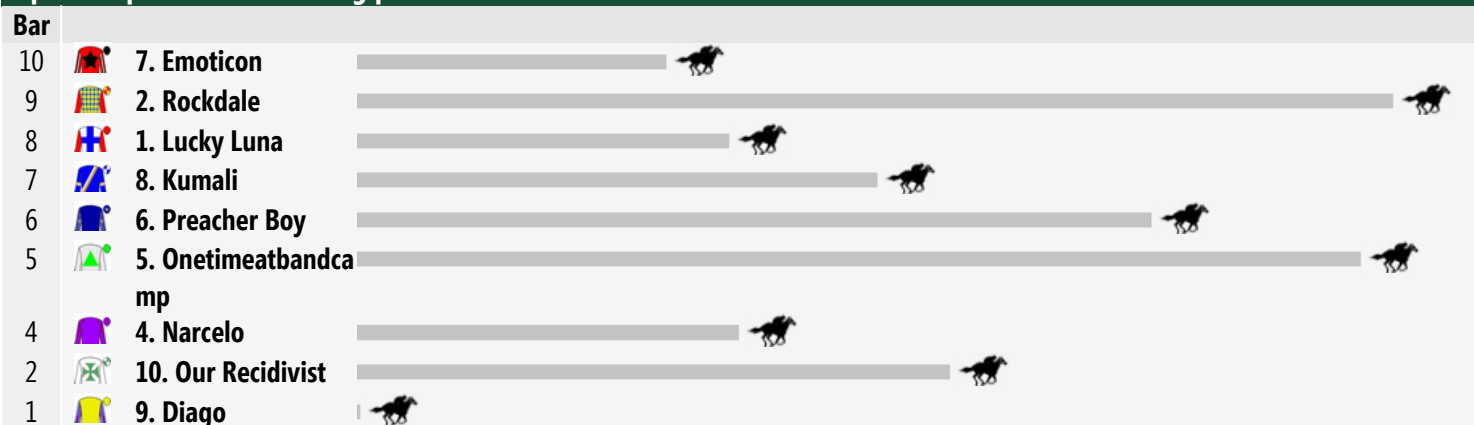 Bar
10 7. Emoticon
9 2. Rockdale
8 1. Lucky Luna
7 8. Kumali
6 6. Preacher Boy
5 5. Onetimeatbandca
mp
4 4. Narcelo
2 10. Our Recidivist
1 9. Diago